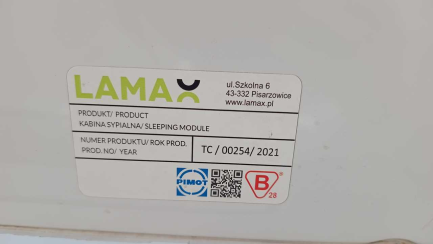 LAMAX
ul.Szkolna 6
43-332 Pisarzowice
www.lamax.pl
PRODUKT/ PRODUCT
KABINA SYPIALNA/ SLEEPING MODULE
NUMER PRODUKTU/ ROK PROD.
PROD. NO/ YEAR
TC / 00254/ 2021
PIMOT
B
28